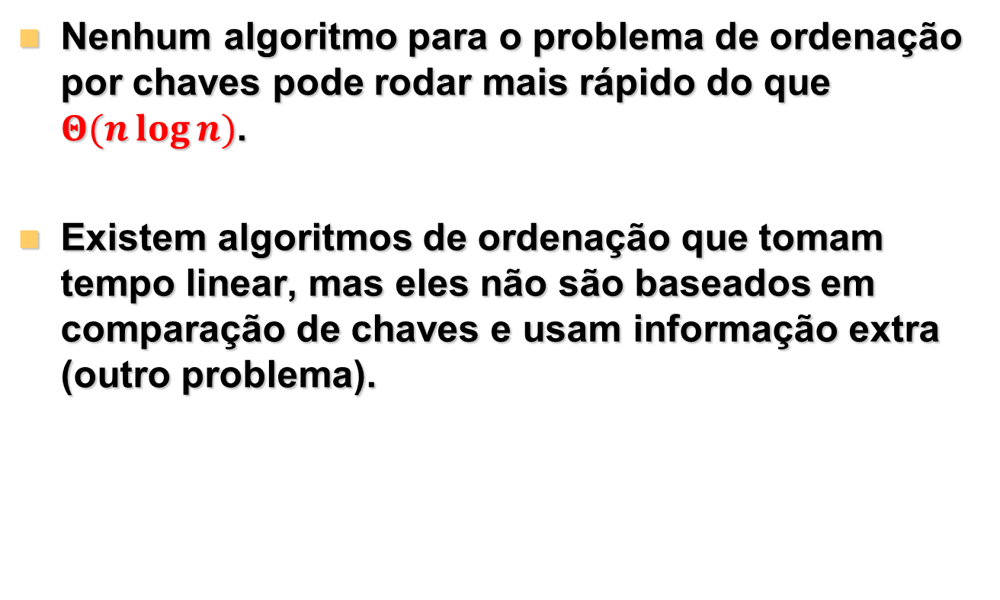 Nenhum algoritmo para o problema de ordenação
por chaves pode rodar mais rápido do que
Θ(n log n).
Existem algoritmos de ordenação que tomam
tempo linear, mas eles não são baseados em
comparação de chaves e usam informação extra
(outro problema).